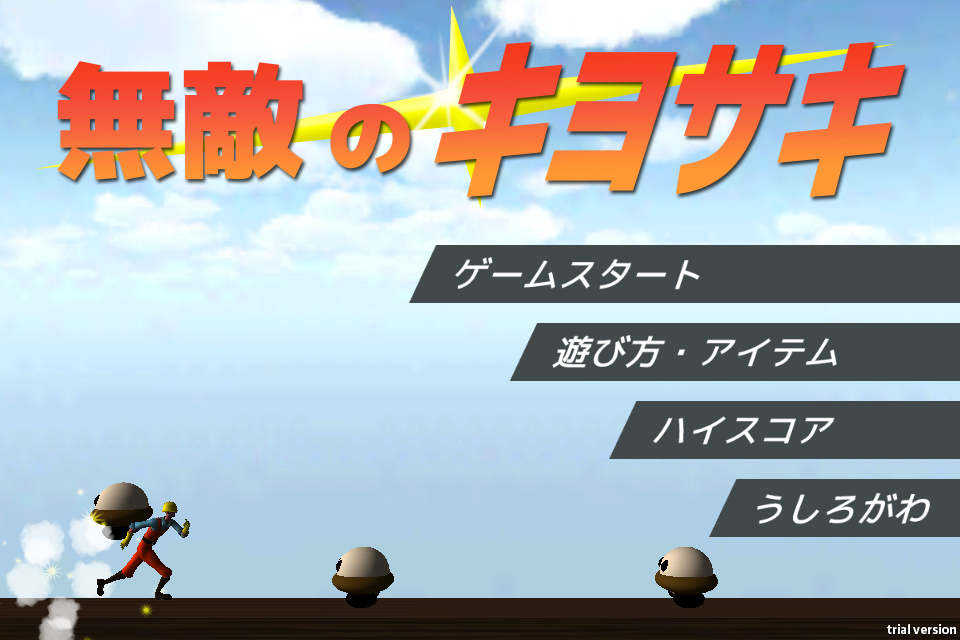 無敵のキヨサキ
ゲームスタート
遊び方・アイテム
ハイスコア
うしろがわ
trial version